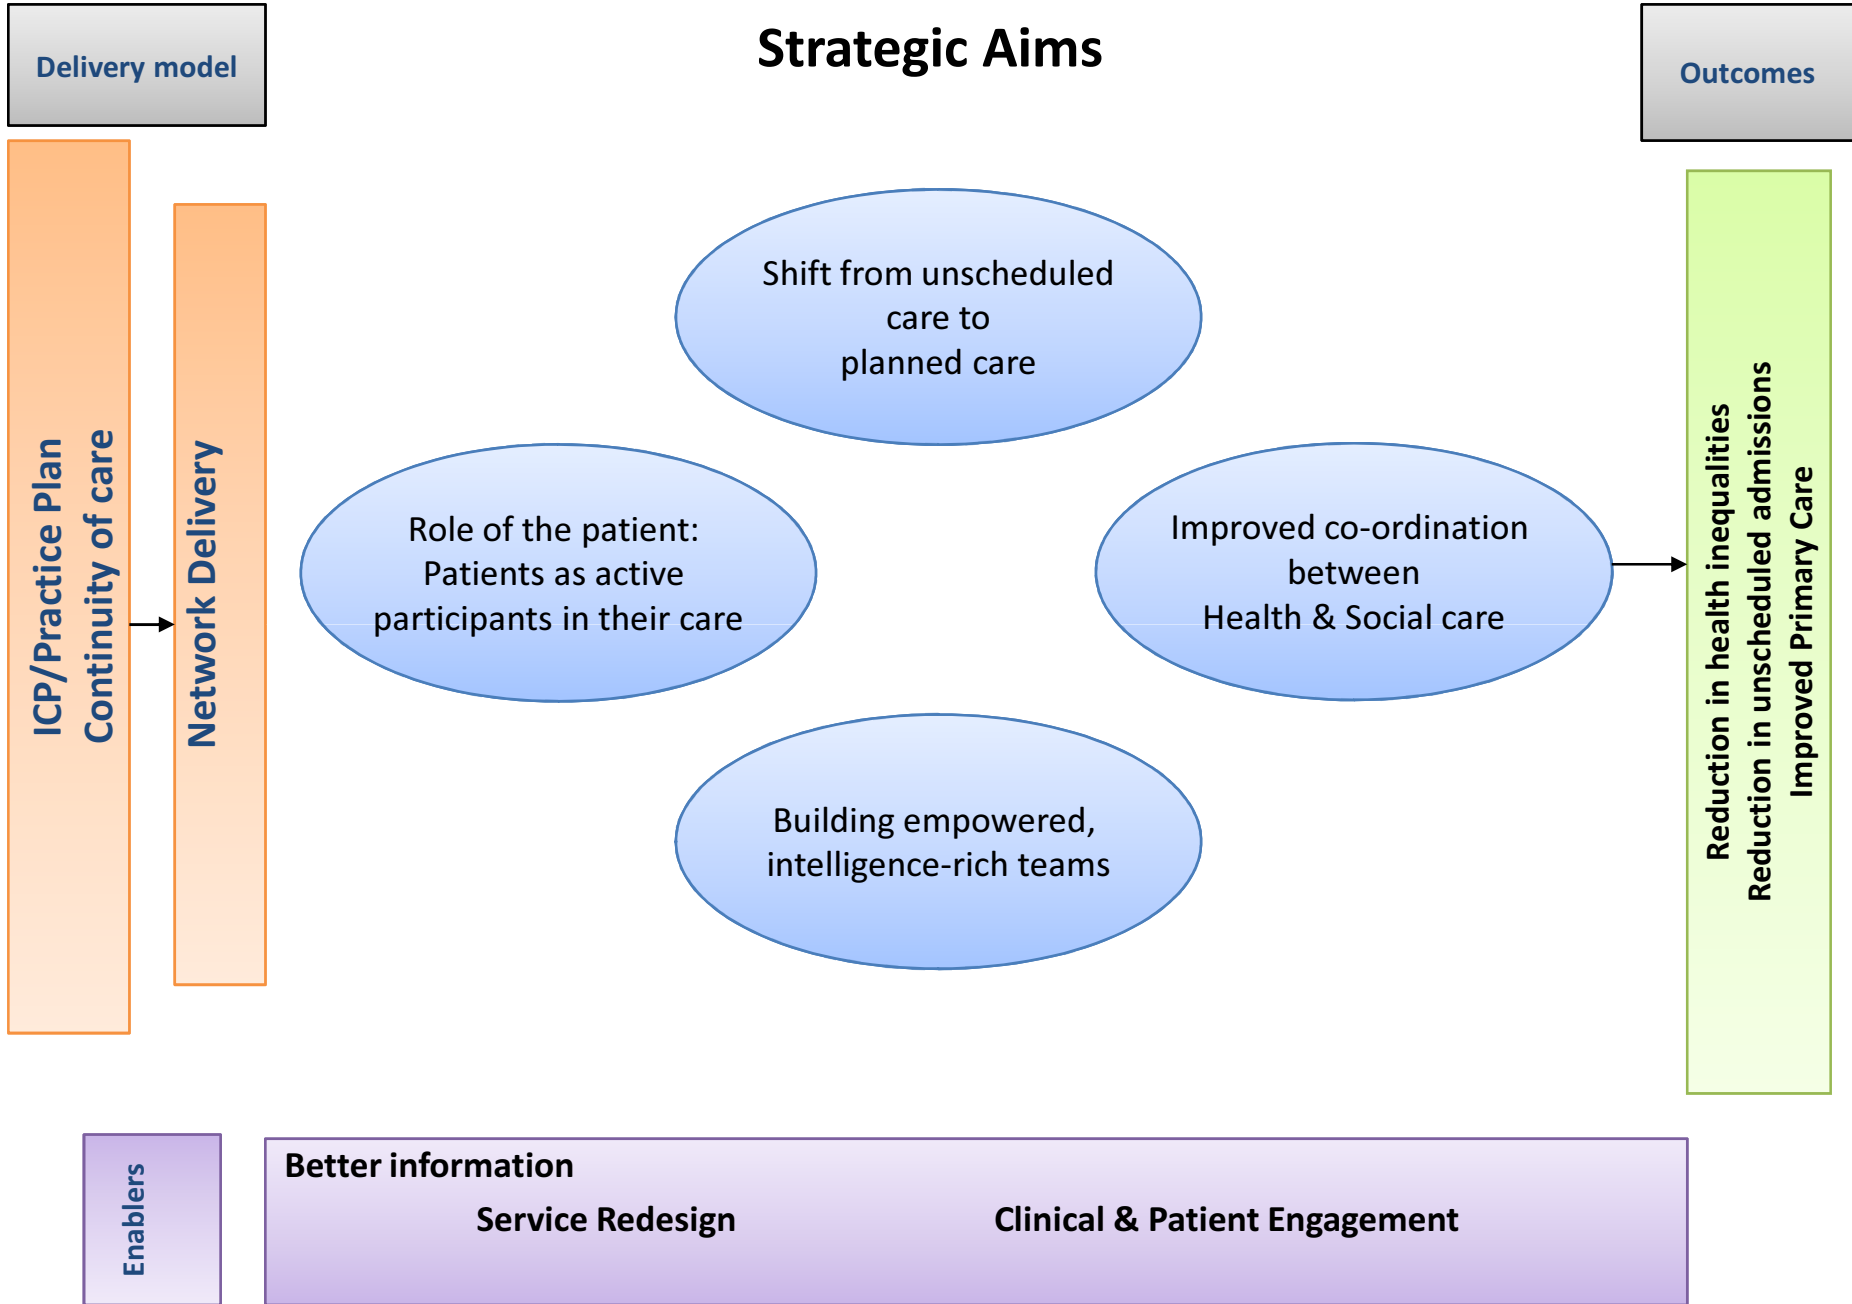 Delivery model
Strategic Aims
Outcomes
ICP/Practice Plan
Continuity of care
Network Delivery
Shift from unscheduled
care to
planned care
Role of the patient:
Patients as active
participants in their care
Improved co-ordination
between
Health & Social care
Building empowered,
intelligence-rich teams
Reduction in health inequalities
Reduction in unscheduled admissions
Improved Primary Care
Enablers
Better information
Service Redesign
Clinical & Patient Engagement